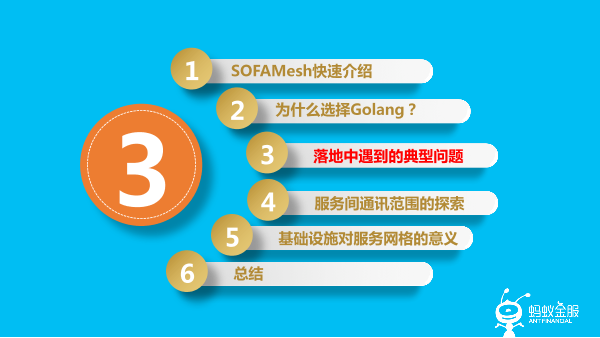 3
1 SOFAMesh快速介绍
2 为什么选择Golang？
3 落地中遇到的典型问题
4 服务间通讯范围的探索
5 基础设施对服务网格的意义
6 总结
蚂蚁金服
ANT FINANCIAL